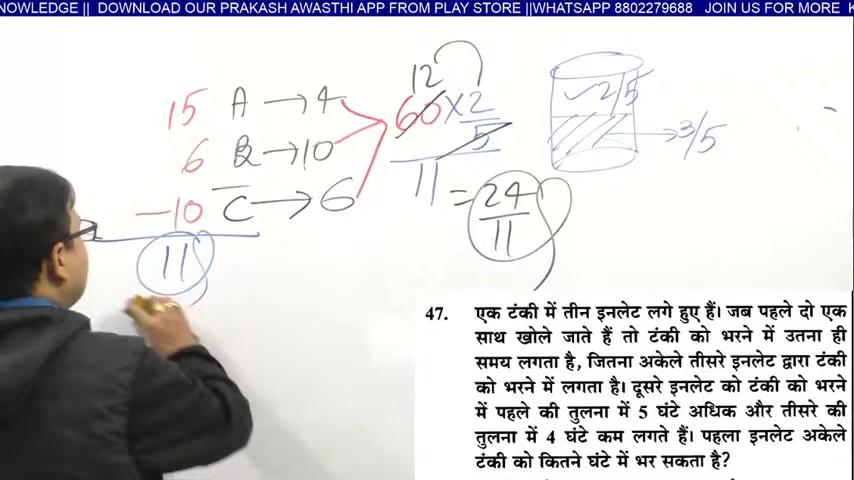 NOWLEDGE || DOWNLOAD OUR PRAKASH AWASTHI APP FROM PLAY STORE ||WHATSAPP 8802279688 JOIN US FOR MORE K
15 A → 4
6 B → 10
-10 C → 6
11
12
60 × 2/5
11
= 24/11
✓2/5
→ 3/5
47. एक टंकी में तीन इनलेट लगे हुए हैं। जब पहले दो एक
साथ खोले जाते हैं तो टंकी को भरने में उतना ही
समय लगता है, जितना अकेले तीसरे इनलेट द्वारा टंकी
को भरने में लगता है। दूसरे इनलेट को टंकी को भरने
में पहले की तुलना में 5 घंटे अधिक और तीसरे की
तुलना में 4 घंटे कम लगते हैं। पहला इनलेट अकेले
टंकी को कितने घंटे में भर सकता है?